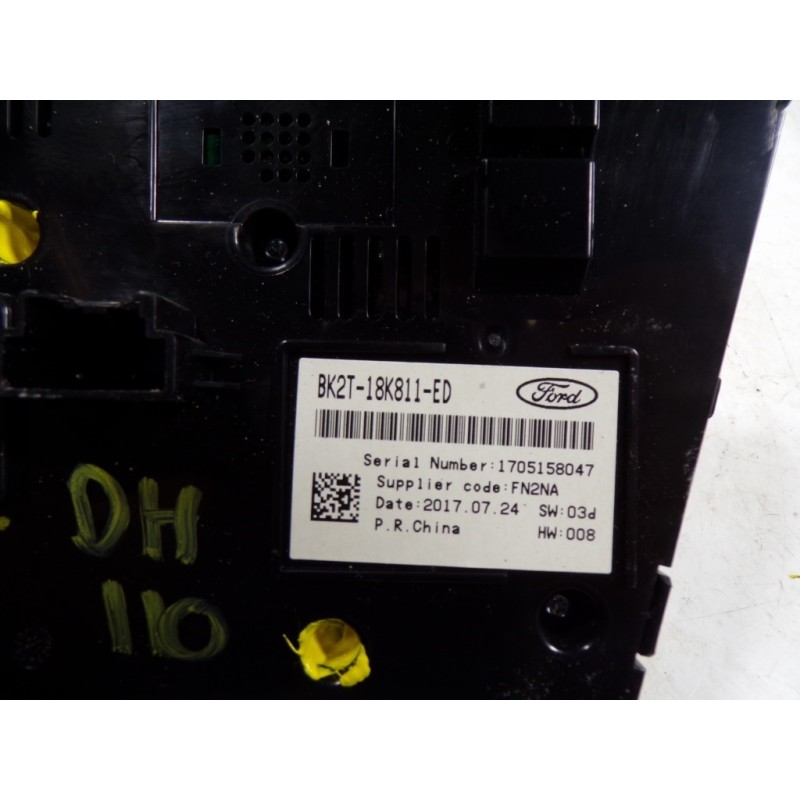 BK2T-18K811-ED
Ford
Serial Number:1705158047
Supplier code:FN2NA
Date:2017.07.24 SW:03d
P.R.China HW:008
DH
110